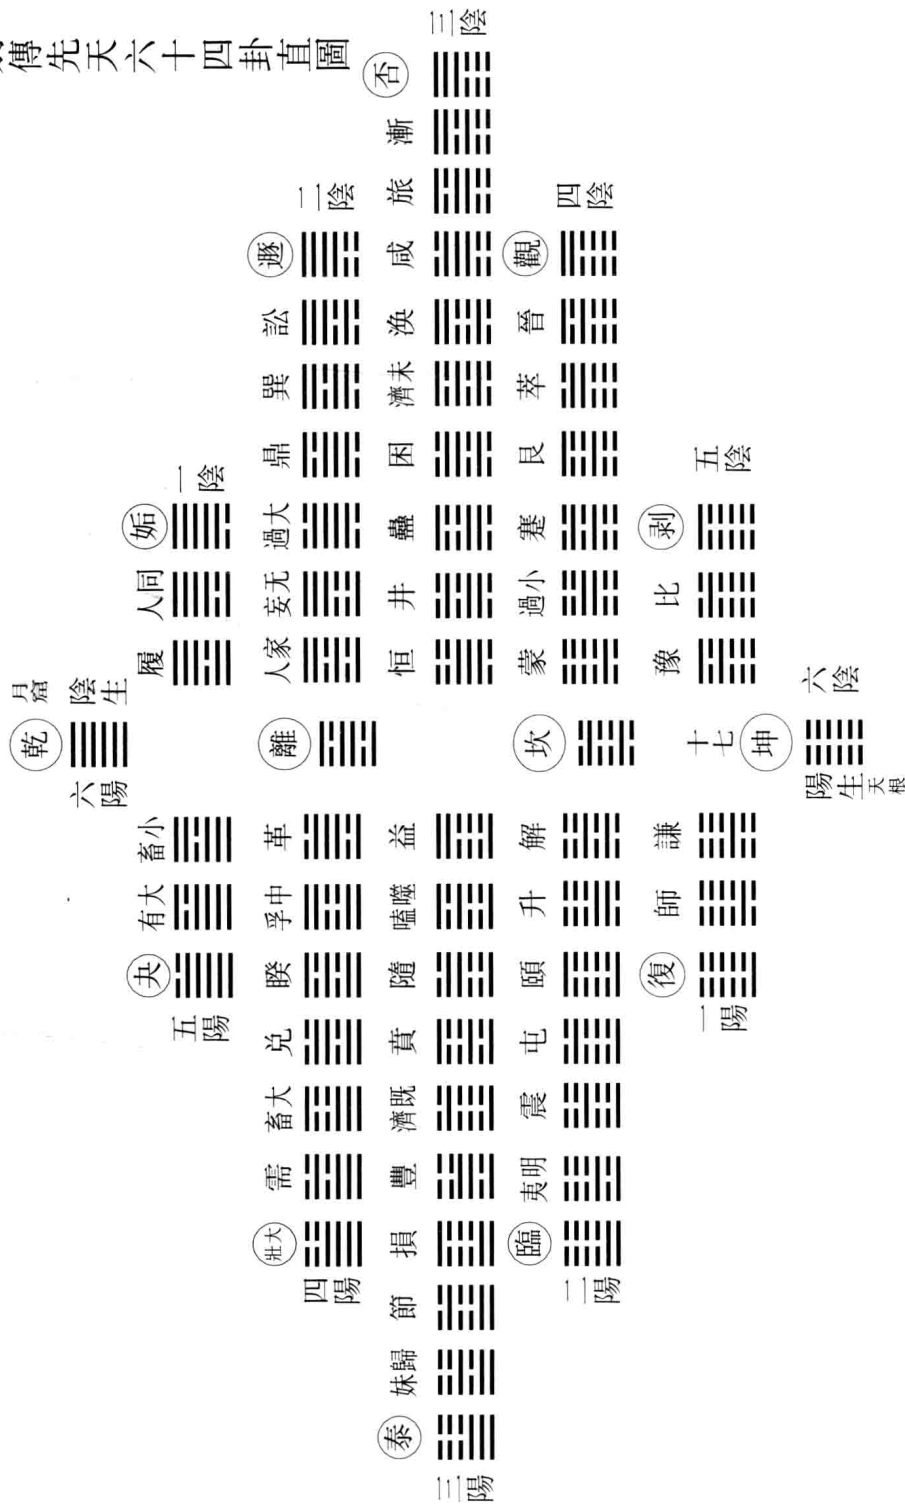 傳先天六十四卦直圖
月窟
陰生
乾
六陽
一陰
姤
同人
履
小畜
大有
夬
五陽
二陰
遯
訟
巽
鼎
大過
无妄
家人
離
革
中孚
睽
兌
大畜
需
大壯
四陽
三陰
否
漸
旅
咸
渙
未濟
困
蠱
井
恒
益
噬嗑
隨
賁
既濟
豐
損
節
歸妹
泰
三陽
四陰
觀
晉
萃
艮
蹇
小過
蒙
坎
解
升
頤
屯
震
明夷
臨
二陽
五陰
剥
比
豫
謙
師
復
一陽
六陰
坤
陽生
天根
十七